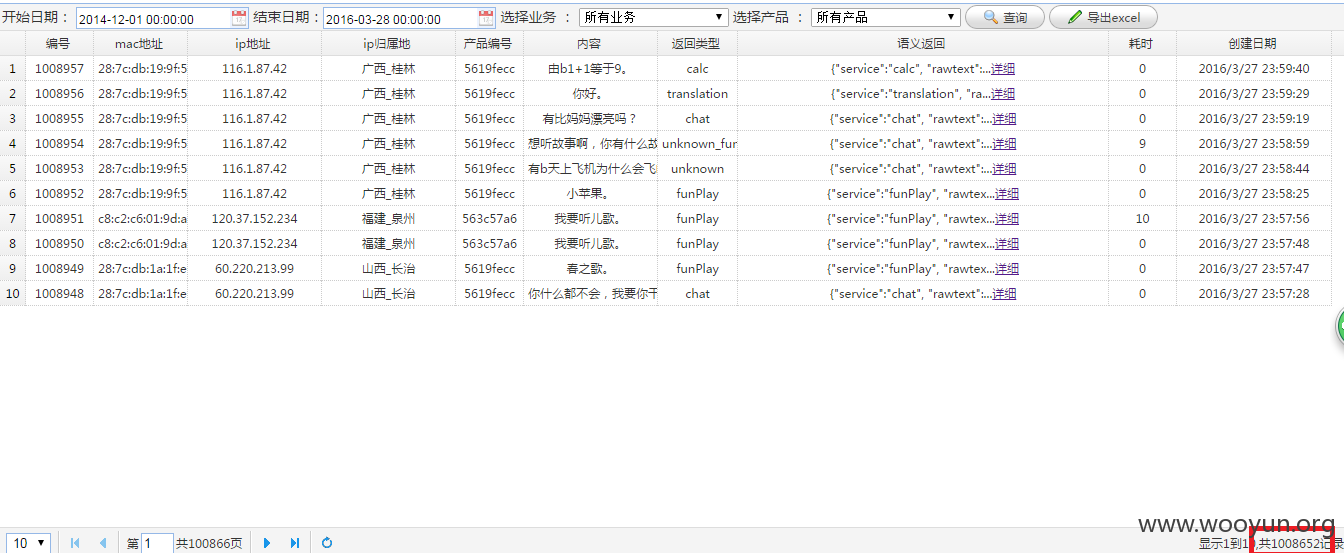 开始日期： 2014-12-01 00:00:00 结束日期： 2016-03-28 00:00:00 选择业务 ： 所有业务 选择产品 ： 所有产品 查询 导出excel
编号 mac地址 ip地址 ip归属地 产品编号 内容 返回类型 语义返回 耗时 创建日期
1 1008957 28:7c:db:19:9f:5 116.1.87.42 广西_桂林 5619fecc 由b1+1等于9。 calc {"service":"calc", "rawtext":...详细 0 2016/3/27 23:59:40
2 1008956 28:7c:db:19:9f:5 116.1.87.42 广西_桂林 5619fecc 你好。 translation {"service":"translation", "ra...详细 0 2016/3/27 23:59:29
3 1008955 28:7c:db:19:9f:5 116.1.87.42 广西_桂林 5619fecc 有比妈妈漂亮吗？ chat {"service":"chat", "rawtext":...详细 0 2016/3/27 23:59:19
4 1008954 28:7c:db:19:9f:5 116.1.87.42 广西_桂林 5619fecc 想听故事啊，你有什么故 unknown_fun {"service":"chat", "rawtext":...详细 9 2016/3/27 23:58:59
5 1008953 28:7c:db:19:9f:5 116.1.87.42 广西_桂林 5619fecc 有b天上飞机为什么会飞 unknown {"service":"chat", "rawtext":...详细 0 2016/3/27 23:58:44
6 1008952 28:7c:db:19:9f:5 116.1.87.42 广西_桂林 5619fecc 小苹果。 funPlay {"service":"funPlay", "rawtex...详细 0 2016/3/27 23:58:25
7 1008951 c8:c2:c6:01:9d:a 120.37.152.234 福建_泉州 563c57a6 我要听儿歌。 funPlay {"service":"funPlay", "rawtex...详细 10 2016/3/27 23:57:56
8 1008950 c8:c2:c6:01:9d:a 120.37.152.234 福建_泉州 563c57a6 我要听儿歌。 funPlay {"service":"funPlay", "rawtex...详细 0 2016/3/27 23:57:48
9 1008949 28:7c:db:1a:1f:e 60.220.213.99 山西_长治 5619fecc 春之歌。 funPlay {"service":"funPlay", "rawtex...详细 0 2016/3/27 23:57:47
10 1008948 28:7c:db:1a:1f:e 60.220.213.99 山西_长治 5619fecc 你什么都不会，我要你干 chat {"service":"chat", "rawtext":...详细 0 2016/3/27 23:57:28
www.wooyun.org
10 第 1 共100866页 显示1到10,共1008652记录